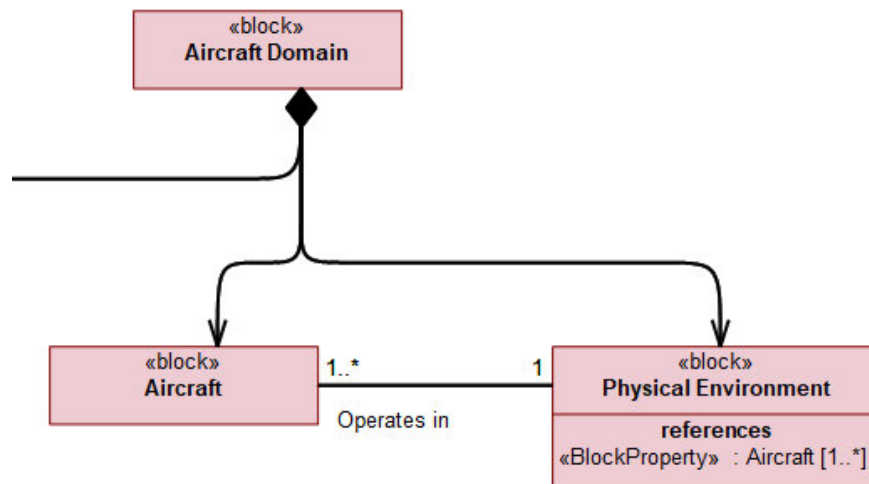 «block»
Aircraft Domain
«block»
Aircraft
1..*
1
Operates in
«block»
Physical Environment
references
«BlockProperty» : Aircraft [1..*]